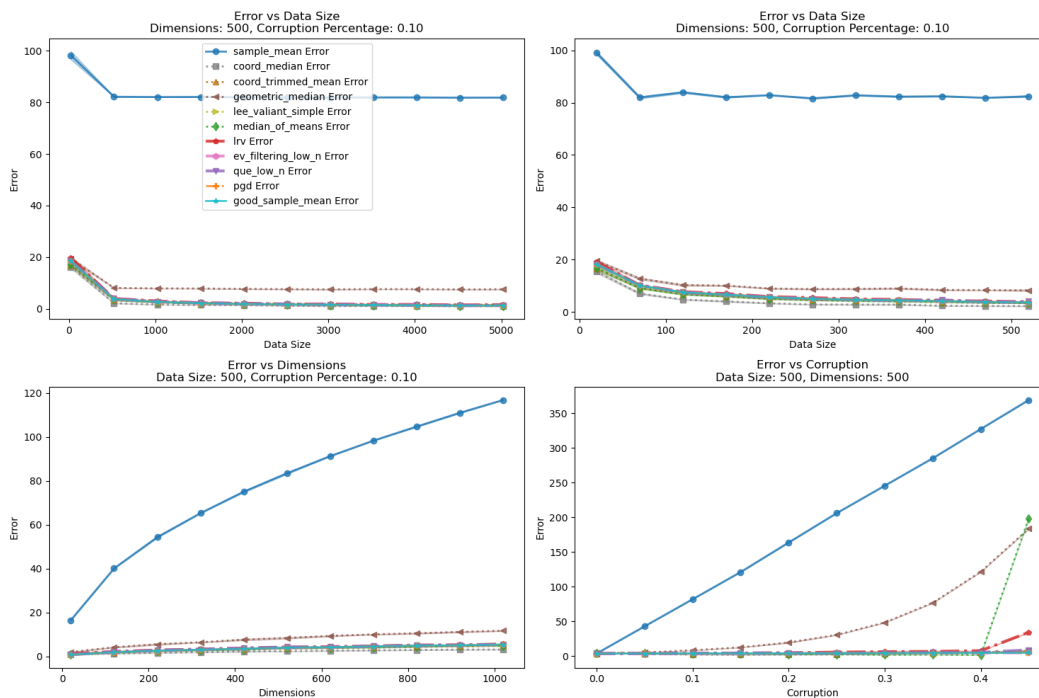 Error vs Data Size
Dimensions: 500, Corruption Percentage: 0.10
100
80
60
40
20
0
Error
0
1000
2000
3000
4000
5000
Data Size
sample_mean Error
coord_median Error
coord_trimmed_mean Error
geometric_median Error
lee_valiant_simple Error
median_of_means Error
lrv Error
ev_filtering_low_n Error
que_low_n Error
pgd Error
good_sample_mean Error
Error vs Data Size
Dimensions: 500, Corruption Percentage: 0.10
100
80
60
40
20
0
Error
100
200
300
400
500
Data Size
Error vs Dimensions
Data Size: 500, Corruption Percentage: 0.10
120
100
80
60
40
20
0
Error
0
200
400
600
800
1000
Dimensions
Error vs Corruption
Data Size: 500, Dimensions: 500
350
300
250
200
150
100
50
0
Error
0.0
0.1
0.2
0.3
0.4
Corruption